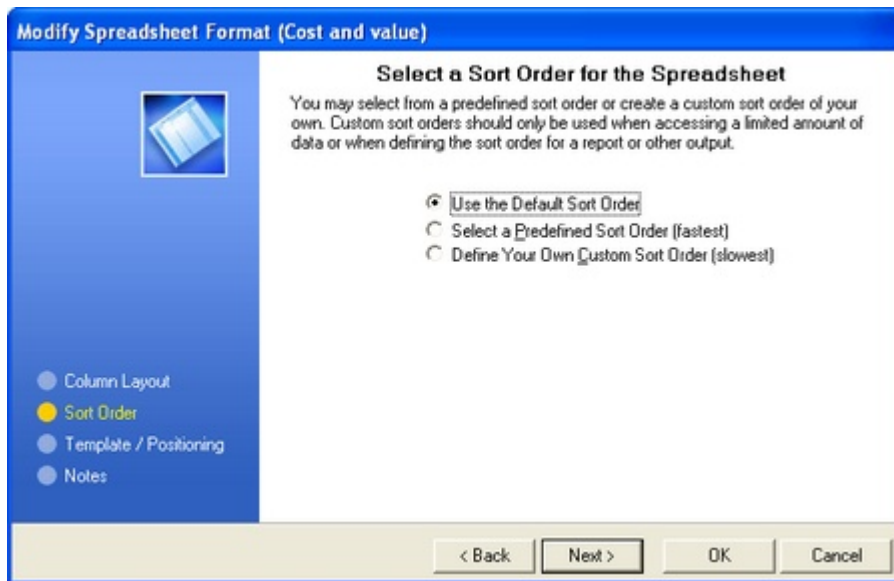 Modify Spreadsheet Format (Cost and value)
Select a Sort Order for the Spreadsheet
You may select from a predefined sort order or create a custom sort order of your
own. Custom sort orders should only be used when accessing a limited amount of
data or when defining the sort order for a report or other output.
Use the Default Sort Order
Select a Predefined Sort Order (fastest)
Define Your Own Custom Sort Order (slowest)
Column Layout
Sort Order
Template / Positioning
Notes
< Back
Next >
OK
Cancel